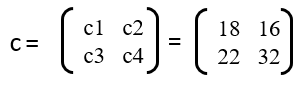 c1 c2 18 16
c = ( ) = ( )
c3 c4 22 32